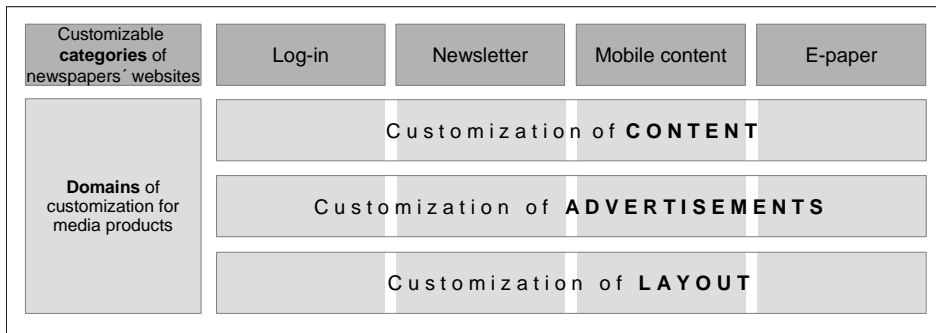 Customizable
categories of
newspapers´ websites
Log-in
Newsletter
Mobile content
E-paper
Domains of
customization for
media products
Customization of CONTENT
Customization of ADVERTISEMENTS
Customization of LAYOUT